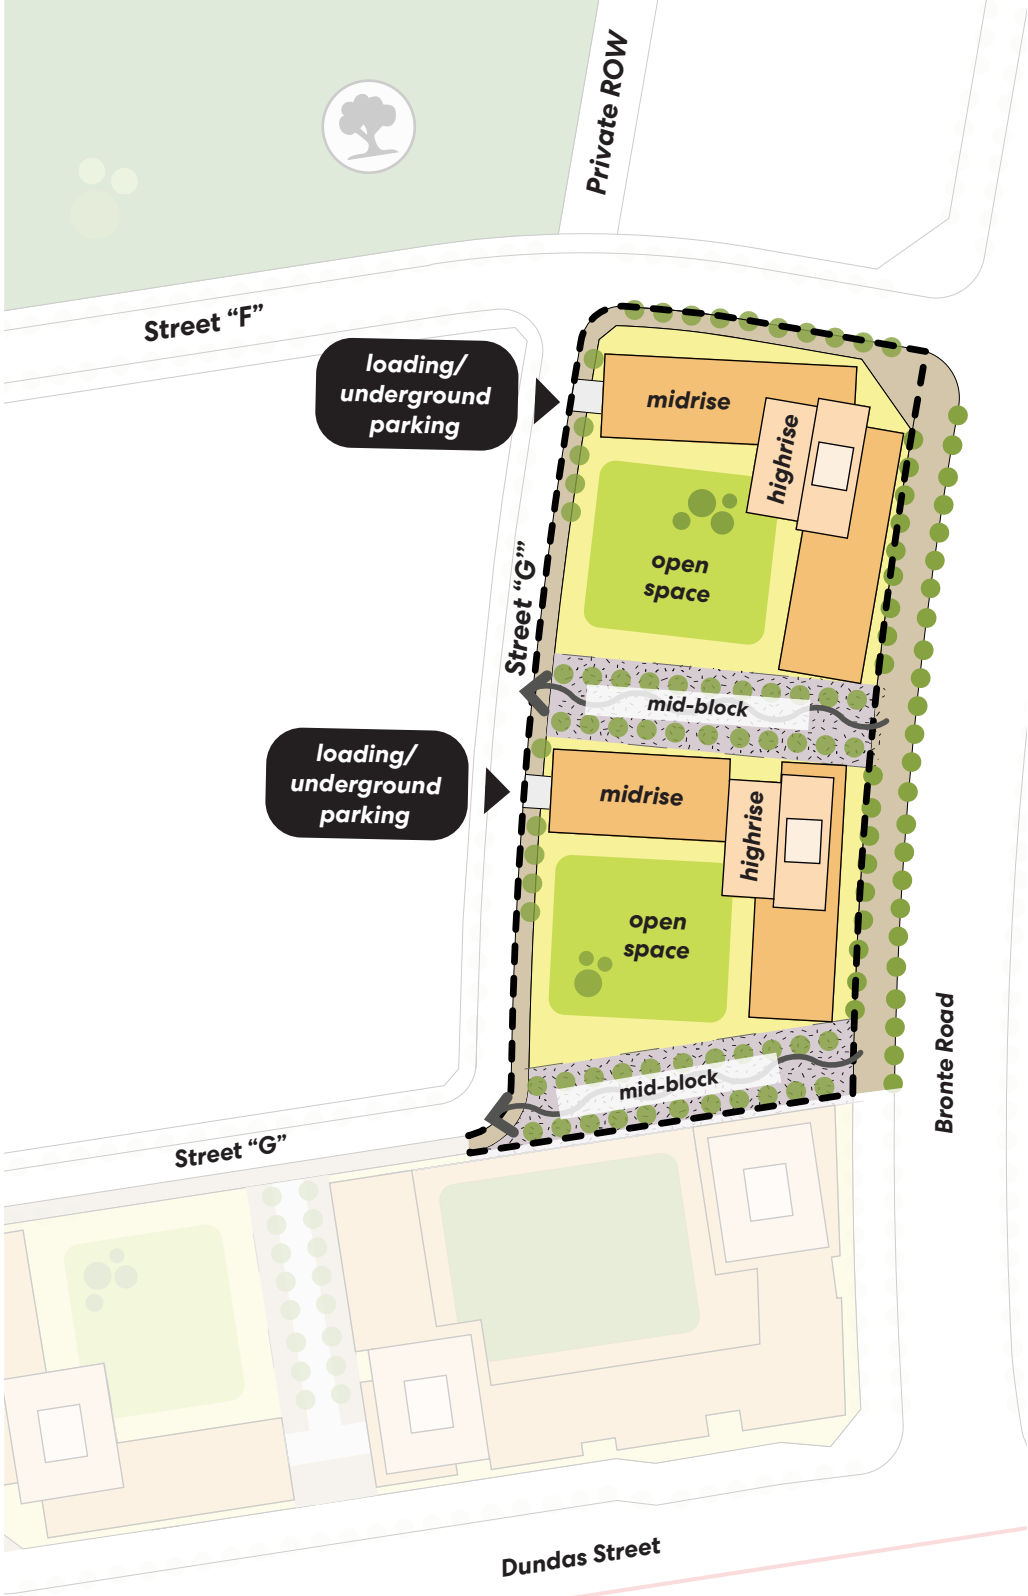 Private ROW
Street “F”
loading/
underground
parking
midrise
highrise
open
space
Street “G”
mid-block
loading/
underground
parking
midrise
highrise
open
space
mid-block
Bronte Road
Street “G”
Dundas Street